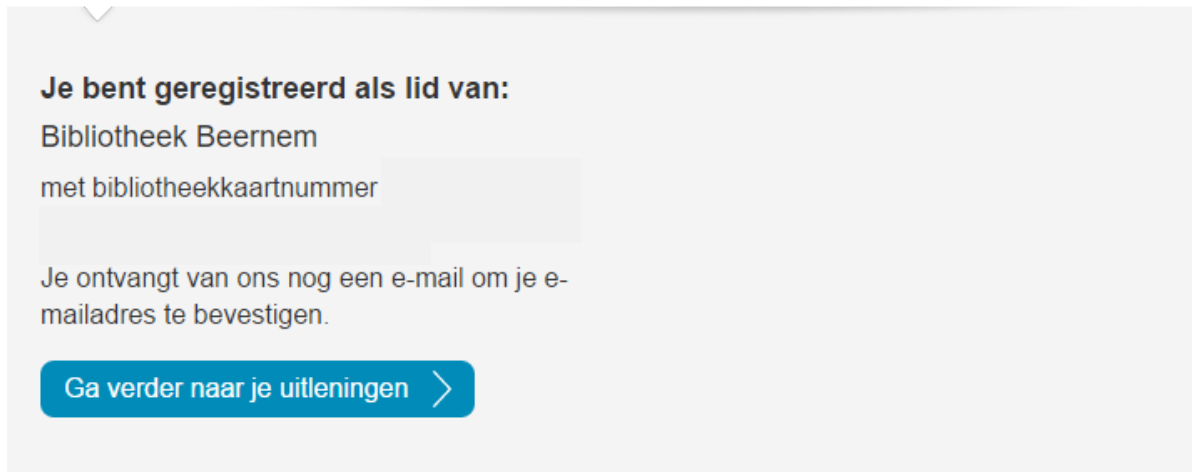 Je bent geregistreerd als lid van:
Bibliotheek Beernem
met bibliotheekkaartnummer
Je ontvangt van ons nog een e-mail om je e-
mailadres te bevestigen.
Ga verder naar je uitleningen